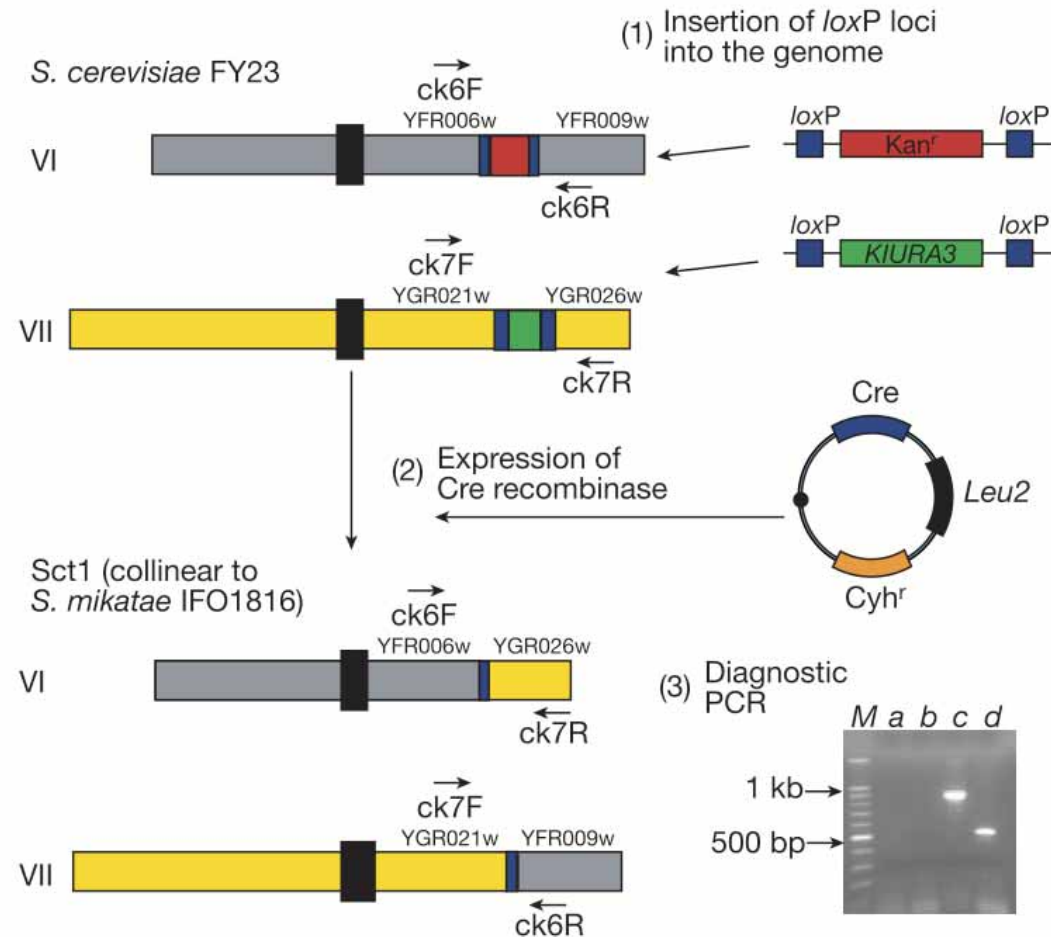 (1) Insertion of loxP loci
into the genome
S. cerevisiae FY23
ck6F
YFR006w YFR009w
VI
ck6R
loxP loxP
Kanʳ
ck7F
YGR021w YGR026w
VII
ck7R
loxP loxP
KlURA3
(2) Expression of
Cre recombinase
Cre
Leu2
Cyhʳ
Sct1 (collinear to
S. mikatae IFO1816)
ck6F
YFR006w YGR026w
VI
ck7R
ck7F
YGR021w YFR009w
VII
ck6R
(3) Diagnostic
PCR
M a b c d
1 kb
500 bp